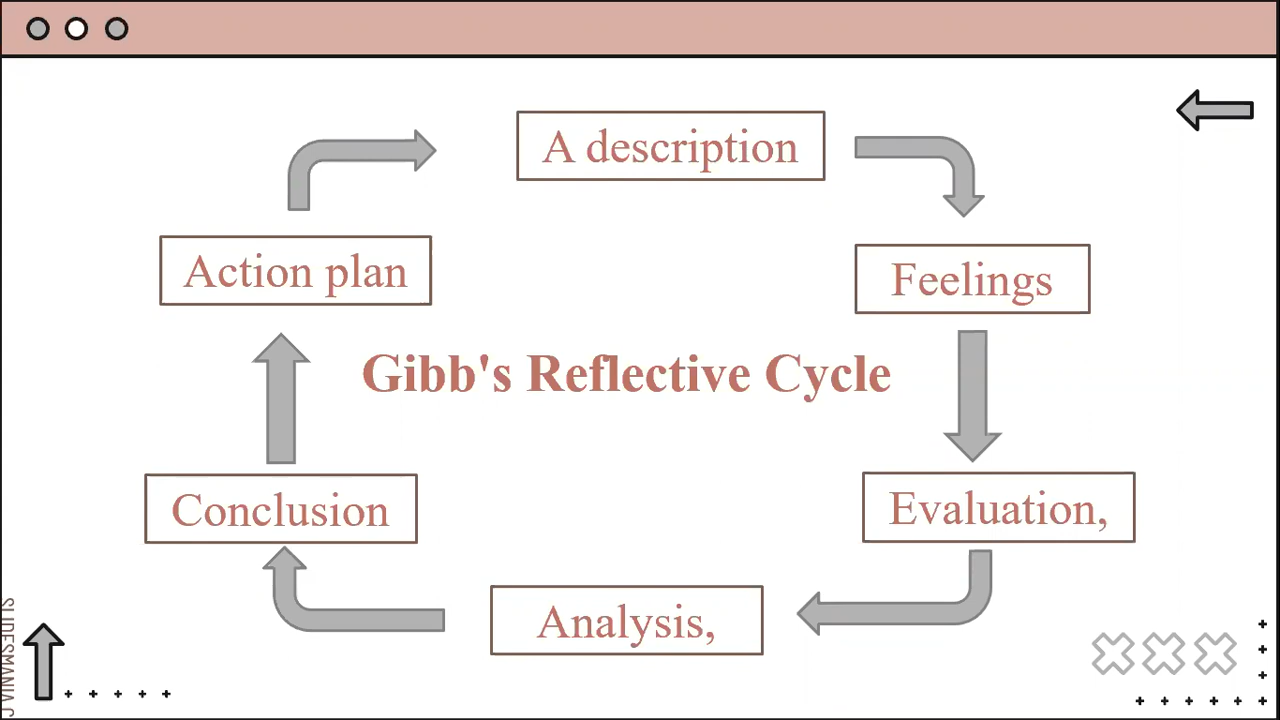 A description
Action plan
Feelings
Gibb's Reflective Cycle
Conclusion
Evaluation,
Analysis,
SLIDESMANIA.C